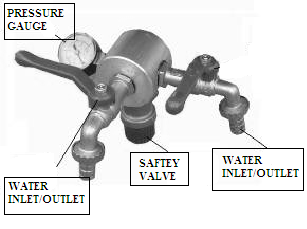 PRESSURE
GAUGE
SAFTEY
VALVE
WATER
INLET/OUTLET
WATER
INLET/OUTLET